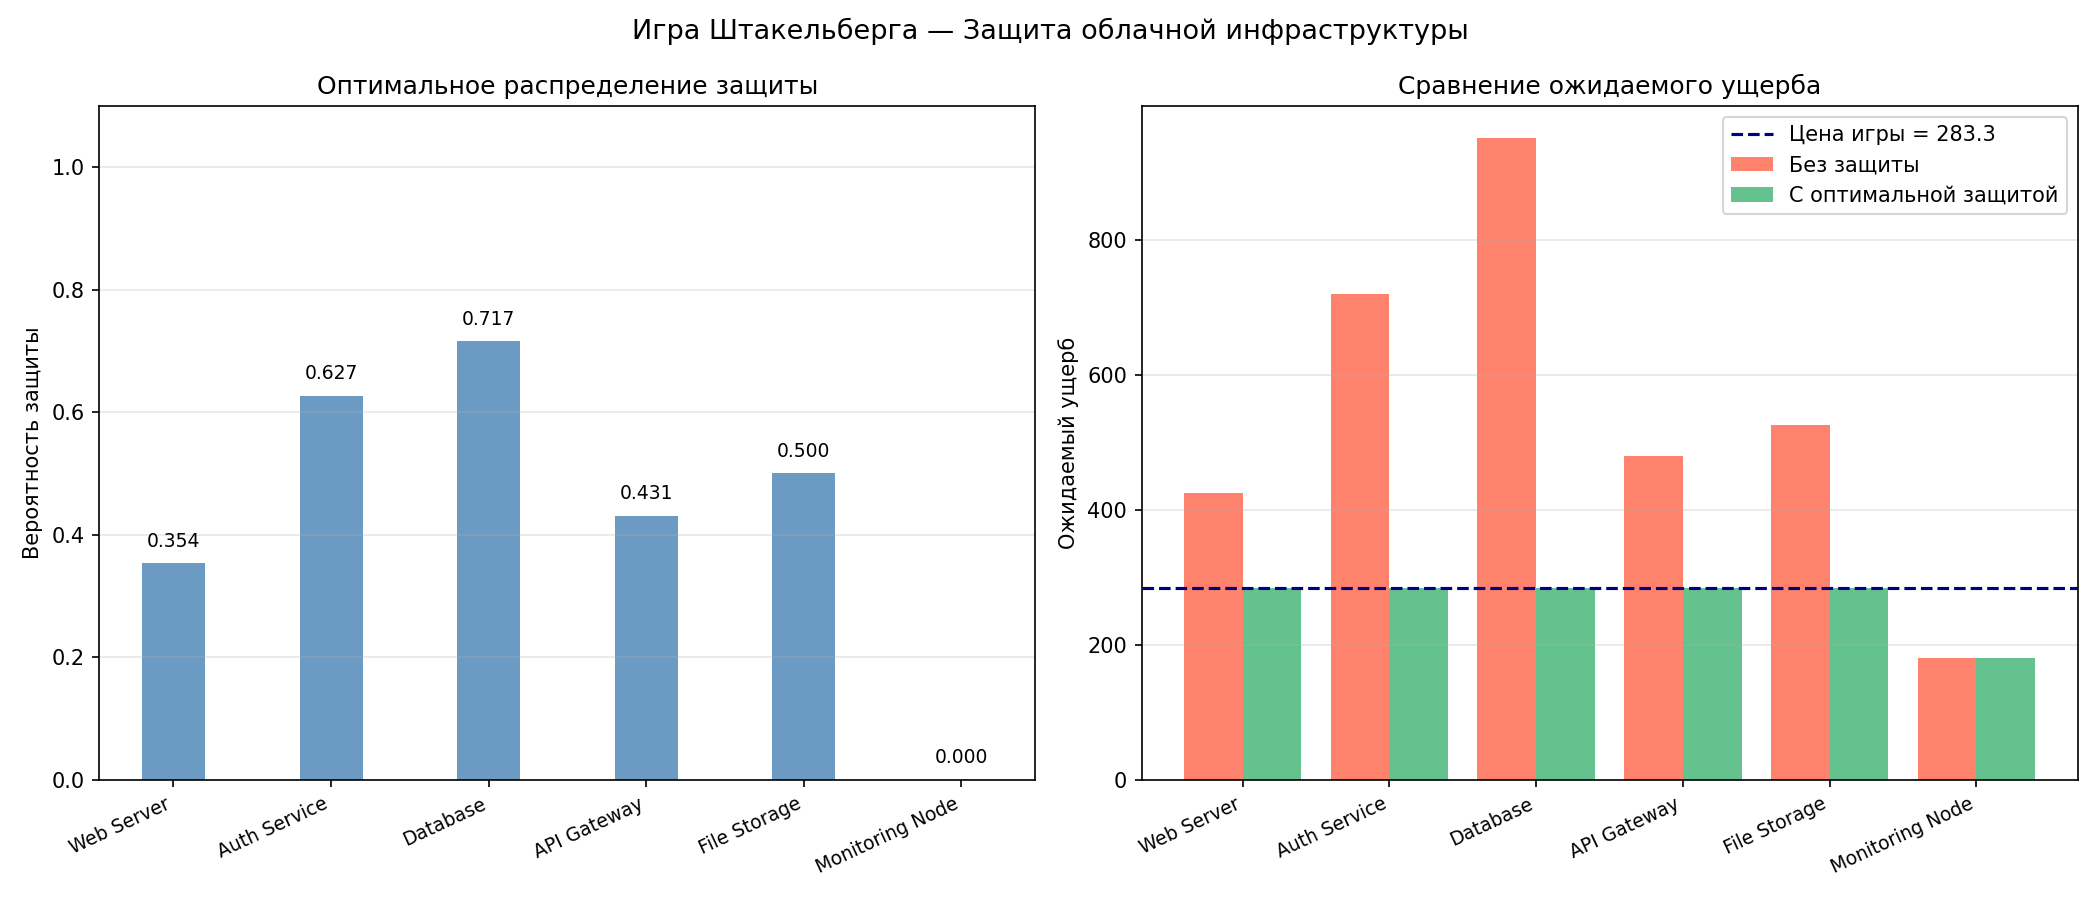 Игра Штакельберга — Защита облачной инфраструктуры
Оптимальное распределение защиты
Вероятность защиты
1.0
0.8
0.6
0.4
0.2
0.0
0.354
0.627
0.717
0.431
0.500
0.000
Web Server
Auth Service
Database
API Gateway
File Storage
Monitoring Node
Сравнение ожидаемого ущерба
Ожидаемый ущерб
800
600
400
200
0
Цена игры = 283.3
Без защиты
С оптимальной защитой
Web Server
Auth Service
Database
API Gateway
File Storage
Monitoring Node